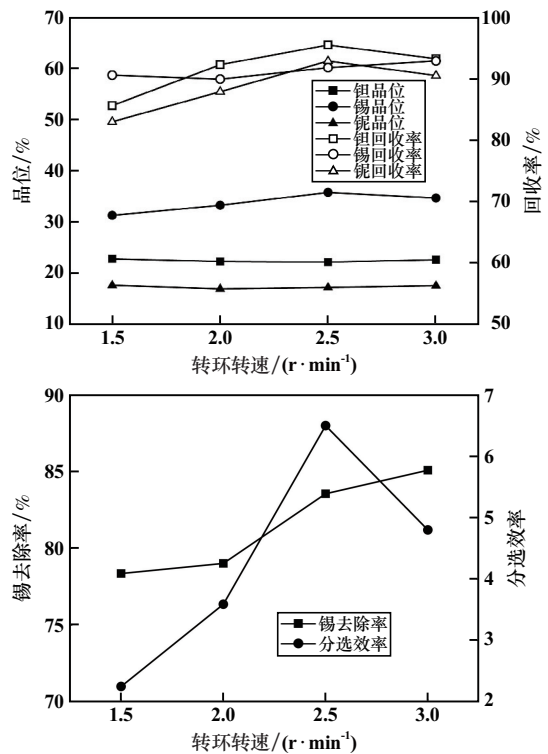 70
60
50
40
30
20
10
品位/%
100
90
80
70
60
50
回收率/%
钽品位
锡品位
铌品位
钽回收率
锡回收率
铌回收率
1.5 2.0 2.5 3.0
转环转速/(r·min⁻¹)
90
85
80
75
70
锡去除率/%
7
6
5
4
3
2
分选效率
锡去除率
分选效率
1.5 2.0 2.5 3.0
转环转速/(r·min⁻¹)